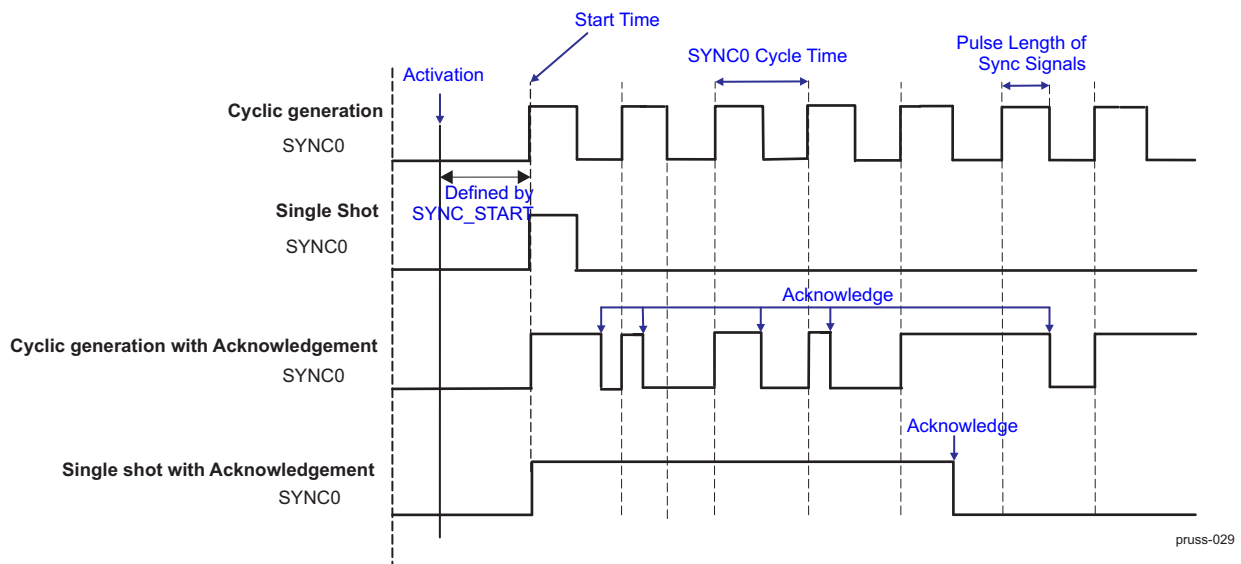 Start Time
SYNC0 Cycle Time
Pulse Length of
Sync Signals
Activation
Cyclic generation
SYNC0
Defined by
SYNC_START
Single Shot
SYNC0
Acknowledge
Cyclic generation with Acknowledgement
SYNC0
Acknowledge
Single shot with Acknowledgement
SYNC0
pruss-029